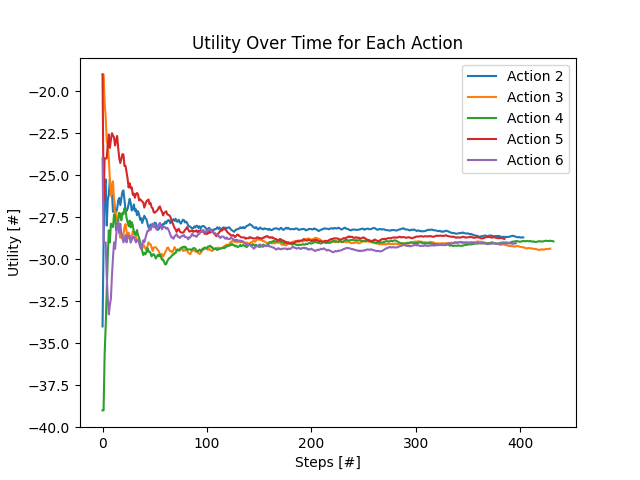 Utility Over Time for Each Action
Utility [#]
−20.0
−22.5
−25.0
−27.5
−30.0
−32.5
−35.0
−37.5
−40.0
Action 2
Action 3
Action 4
Action 5
Action 6
0 100 200 300 400
Steps [#]